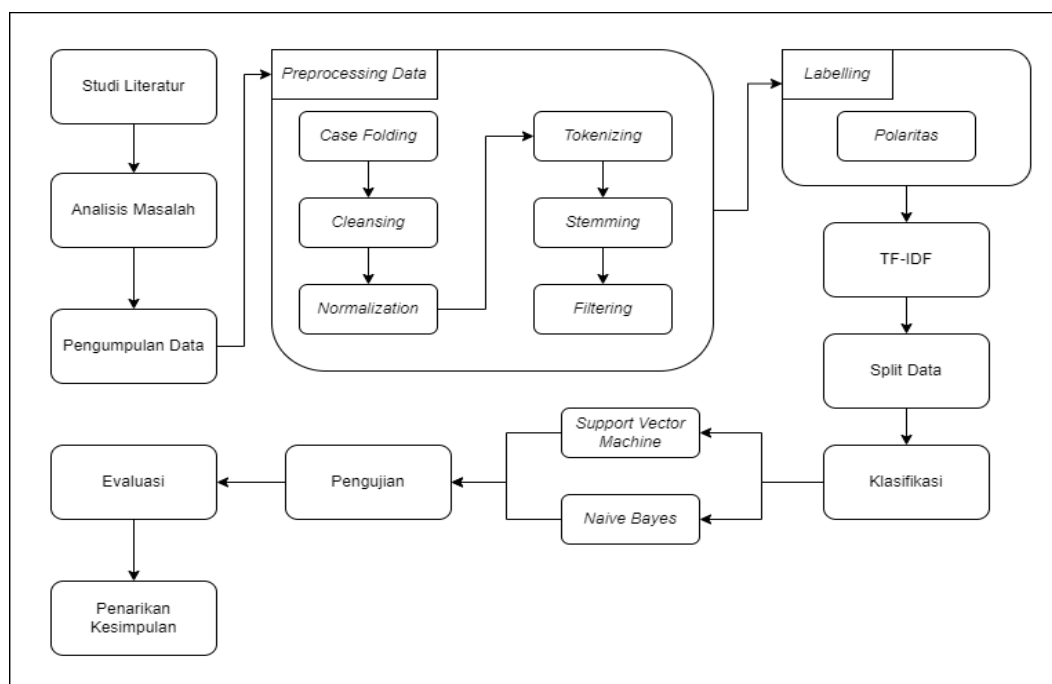 Studi Literatur
Analisis Masalah
Pengumpulan Data
Preprocessing Data
Case Folding
Cleansing
Normalization
Tokenizing
Stemming
Filtering
Labelling
Polaritas
TF-IDF
Split Data
Klasifikasi
Support Vector
Machine
Naive Bayes
Pengujian
Evaluasi
Penarikan
Kesimpulan